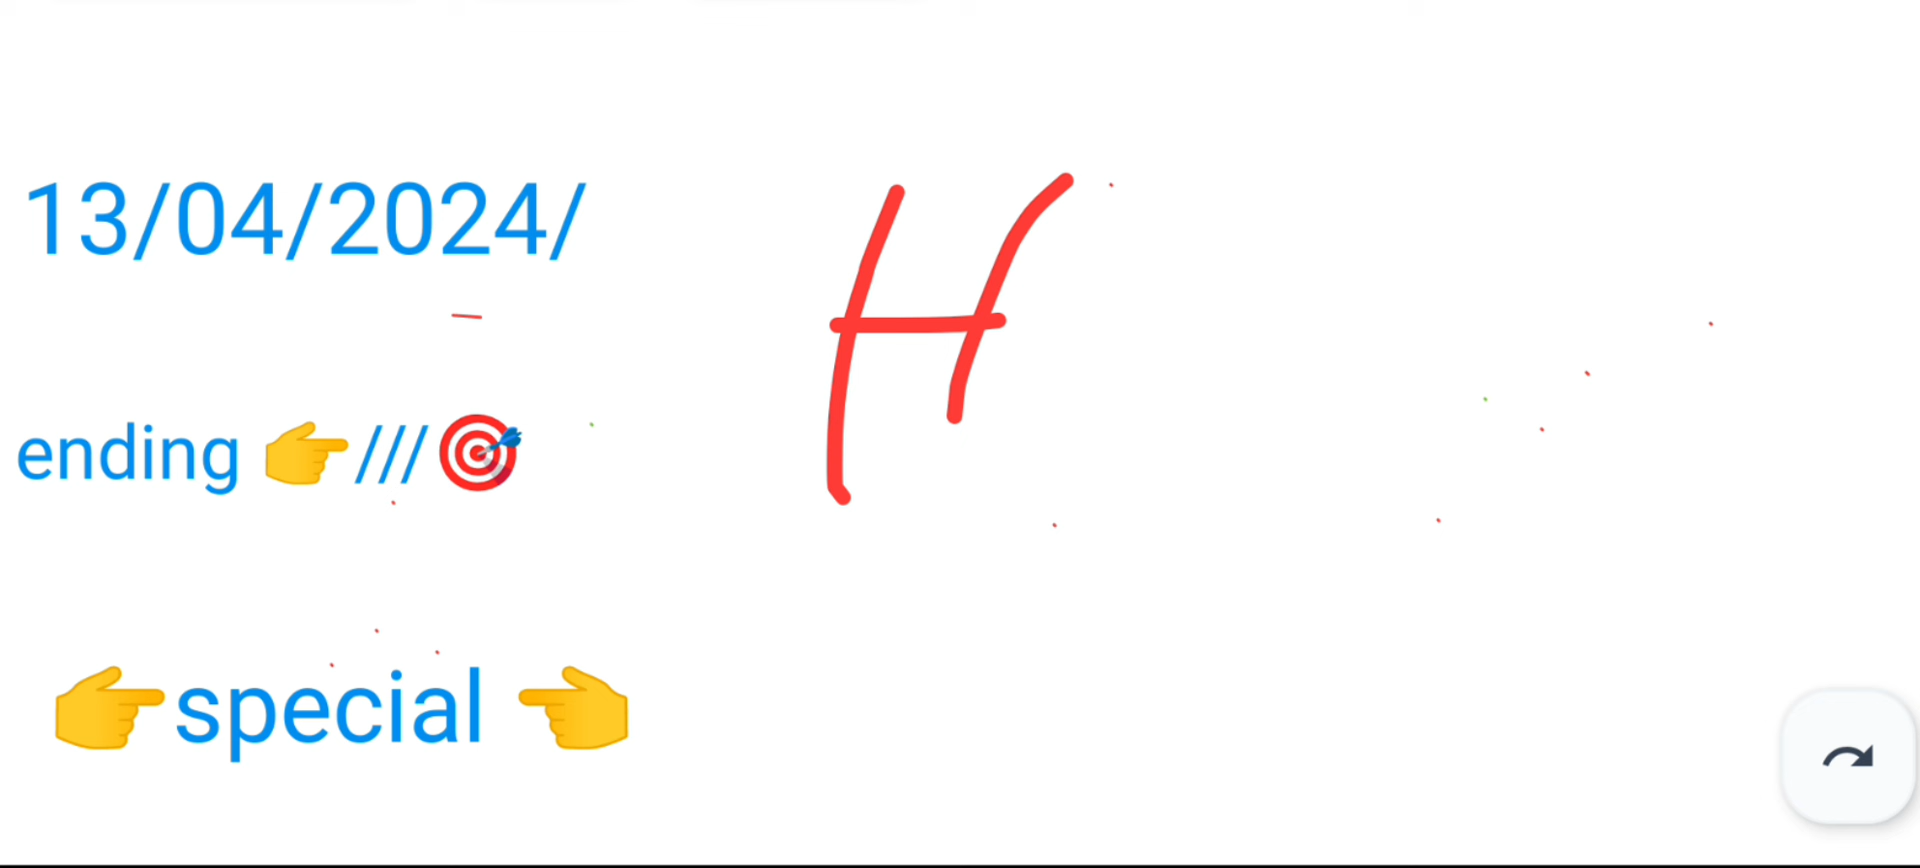 13/04/2024/
H
ending 👉///🎯
👉special 👈